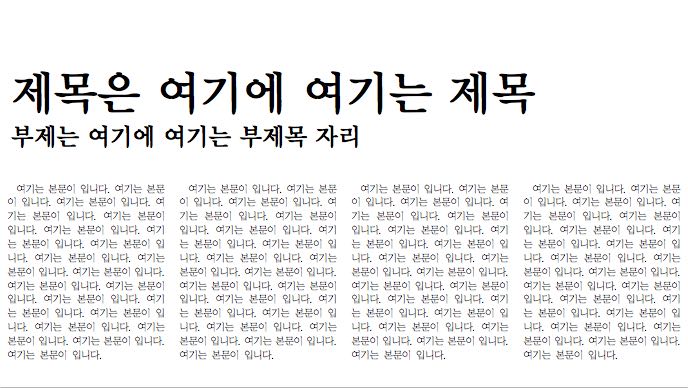 제목은 여기에 여기는 제목
부제는 여기에 여기는 부제목 자리
여기는 본문이 입니다. 여기는 본문
이 입니다. 여기는 본문이 입니다. 여
기는 본문이 입니다. 여기는 본문이
입니다. 여기는 본문이 입니다. 여기
는 본문이 입니다. 여기는 본문이 입
니다. 여기는 본문이 입니다. 여기는
본문이 입니다. 여기는 본문이 입니다.
여기는 본문이 입니다. 여기는 본문이
입니다. 여기는 본문이 입니다. 여기
는 본문이 입니다. 여기는 본문이 입
니다. 여기는 본문이 입니다. 여기는
본문이 입니다. 여기는 본문이 입니다.
여기는 본문이 입니다.
여기는 본문이 입니다. 여기는 본문
이 입니다. 여기는 본문이 입니다. 여
기는 본문이 입니다. 여기는 본문이
입니다. 여기는 본문이 입니다. 여기
는 본문이 입니다. 여기는 본문이 입
니다. 여기는 본문이 입니다. 여기는
본문이 입니다. 여기는 본문이 입니다.
여기는 본문이 입니다. 여기는 본문이
입니다. 여기는 본문이 입니다. 여기
는 본문이 입니다. 여기는 본문이 입
니다. 여기는 본문이 입니다. 여기는
본문이 입니다. 여기는 본문이 입니다.
여기는 본문이 입니다.
여기는 본문이 입니다. 여기는 본문
이 입니다. 여기는 본문이 입니다. 여
기는 본문이 입니다. 여기는 본문이
입니다. 여기는 본문이 입니다. 여기
는 본문이 입니다. 여기는 본문이 입
니다. 여기는 본문이 입니다. 여기는
본문이 입니다. 여기는 본문이 입니다.
여기는 본문이 입니다. 여기는 본문이
입니다. 여기는 본문이 입니다. 여기
는 본문이 입니다. 여기는 본문이 입
니다. 여기는 본문이 입니다. 여기는
본문이 입니다. 여기는 본문이 입니다.
여기는 본문이 입니다.
여기는 본문이 입니다. 여기는 본문
이 입니다. 여기는 본문이 입니다. 여
기는 본문이 입니다. 여기는 본문이
입니다. 여기는 본문이 입니다. 여기
는 본문이 입니다. 여기는 본문이 입
니다. 여기는 본문이 입니다. 여기는
본문이 입니다. 여기는 본문이 입니다.
여기는 본문이 입니다. 여기는 본문이
입니다. 여기는 본문이 입니다. 여기
는 본문이 입니다. 여기는 본문이 입
니다. 여기는 본문이 입니다. 여기는
본문이 입니다. 여기는 본문이 입니다.
여기는 본문이 입니다.